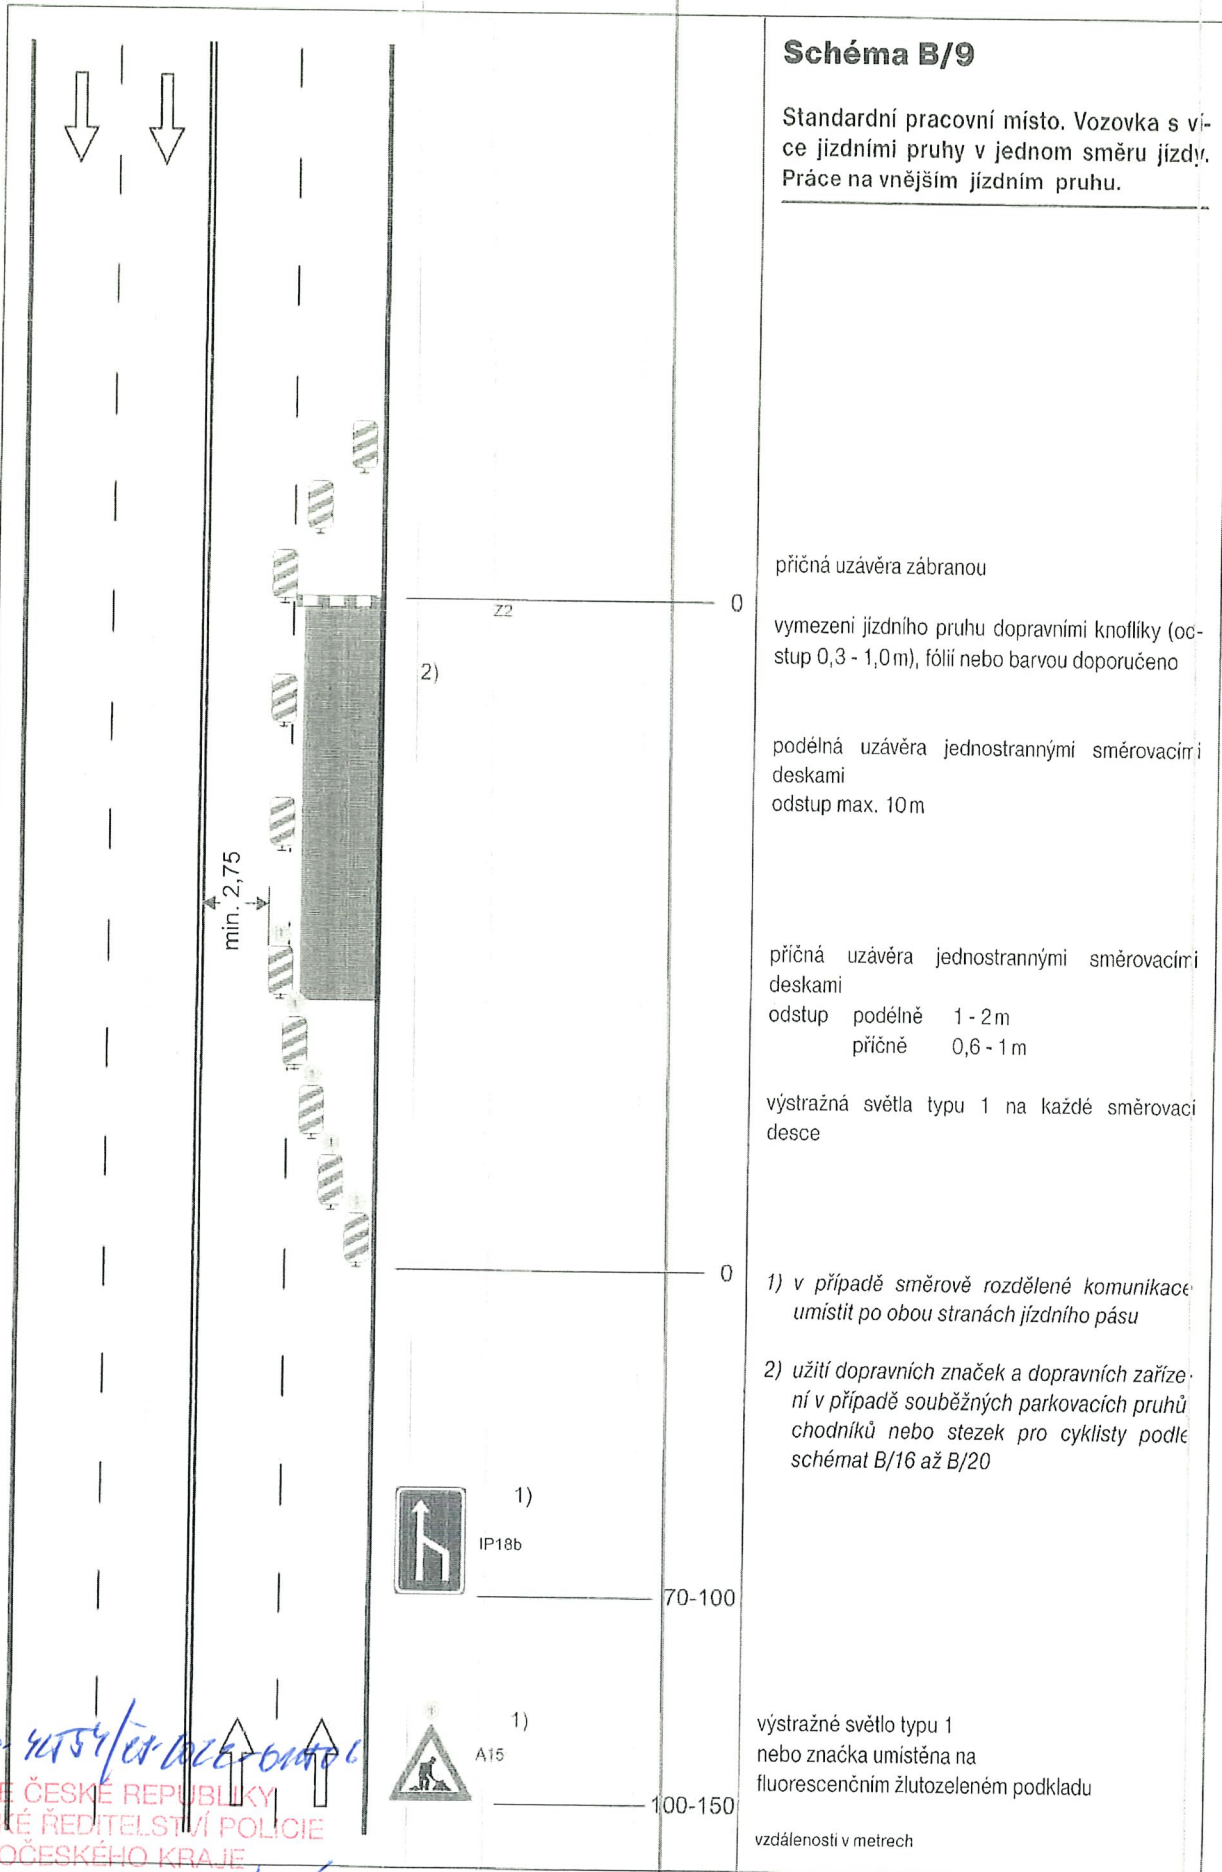 Schéma B/9
Standardní pracovní místo. Vozovka s ví-
ce jízdními pruhy v jednom směru jízdy.
Práce na vnějším jízdním pruhu.
příčná uzávěra zábranou
0
Z2
vymezení jízdního pruhu dopravními knoflíky (od-
stup 0,3 - 1,0 m), fólií nebo barvou doporučeno
2)
podélná uzávěra jednostrannými směrovacími
deskami
odstup max. 10 m
min. 2,75
příčná uzávěra jednostrannými směrovacími
deskami
odstup podélně 1 - 2 m
příčně 0,6 - 1 m
výstražná světla typu 1 na každé směrovací
desce
0
1) v případě směrově rozdělené komunikace
umístit po obou stranách jízdního pásu
2) užití dopravních značek a dopravních zaříze-
ní v případě souběžných parkovacích pruhů
chodníků nebo stezek pro cyklisty podle
schémat B/16 až B/20
1)
IP18b
70-100
1)
A15
výstražné světlo typu 1
nebo značka umístěna na
fluorescenčním žlutozeleném podkladu
100-150
vzdálenosti v metrech
E ČESKÉ REPUBLIKY
KÉ ŘEDITELSTVÍ POLICIE
OČESKÉHO KRAJE